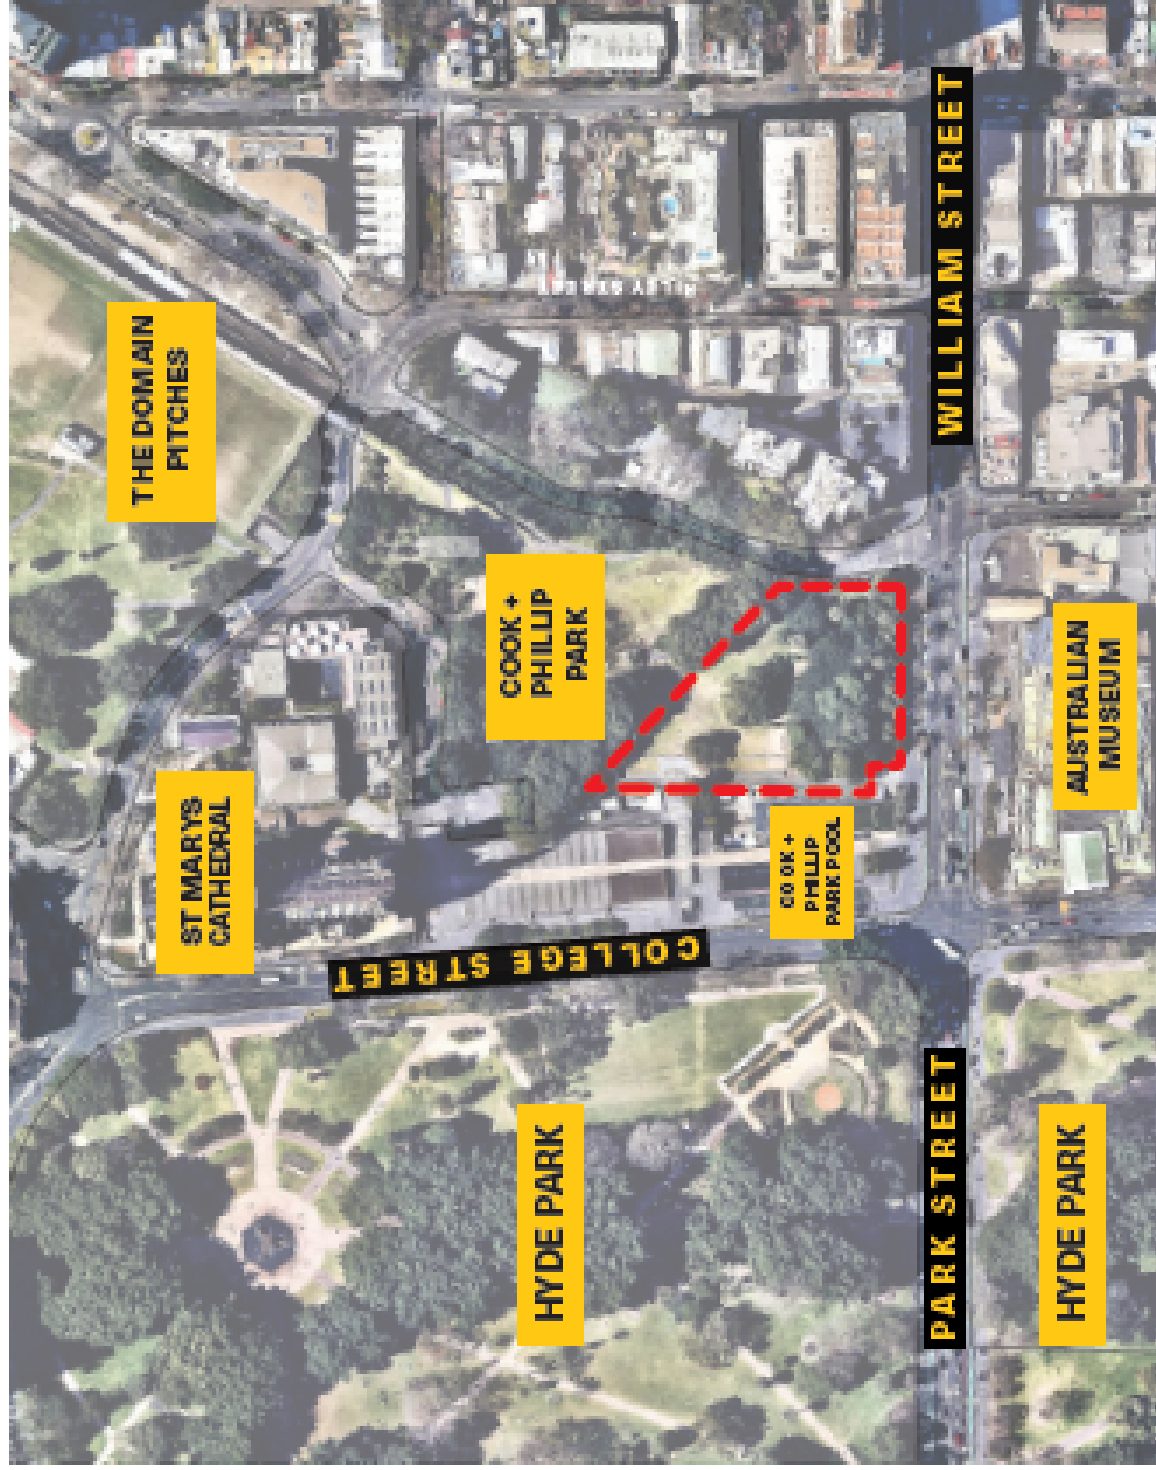 THE DOMAIN
PITCHES
ST MARYS
CATHEDRAL
COOK +
PHILLIP
PARK
COLLEGE STREET
HYDE PARK
COOK +
PHILLIP
PARK POOL
WILLIAM STREET
PARK STREET
AUSTRALIAN
MUSEUM
HYDE PARK